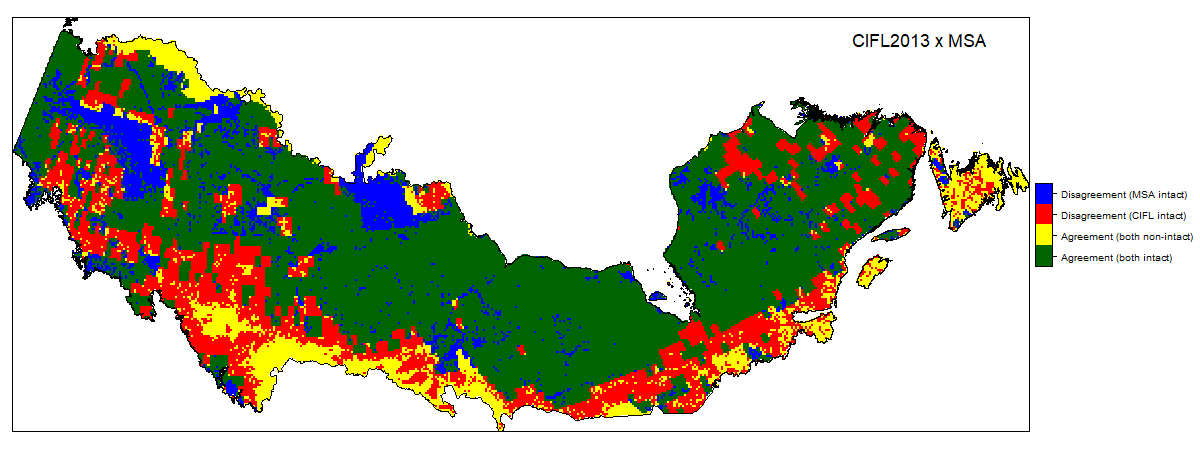 CIFL2013 x MSA
Disagreement (MSA intact)
Disagreement (CIFL intact)
Agreement (both non-intact)
Agreement (both intact)